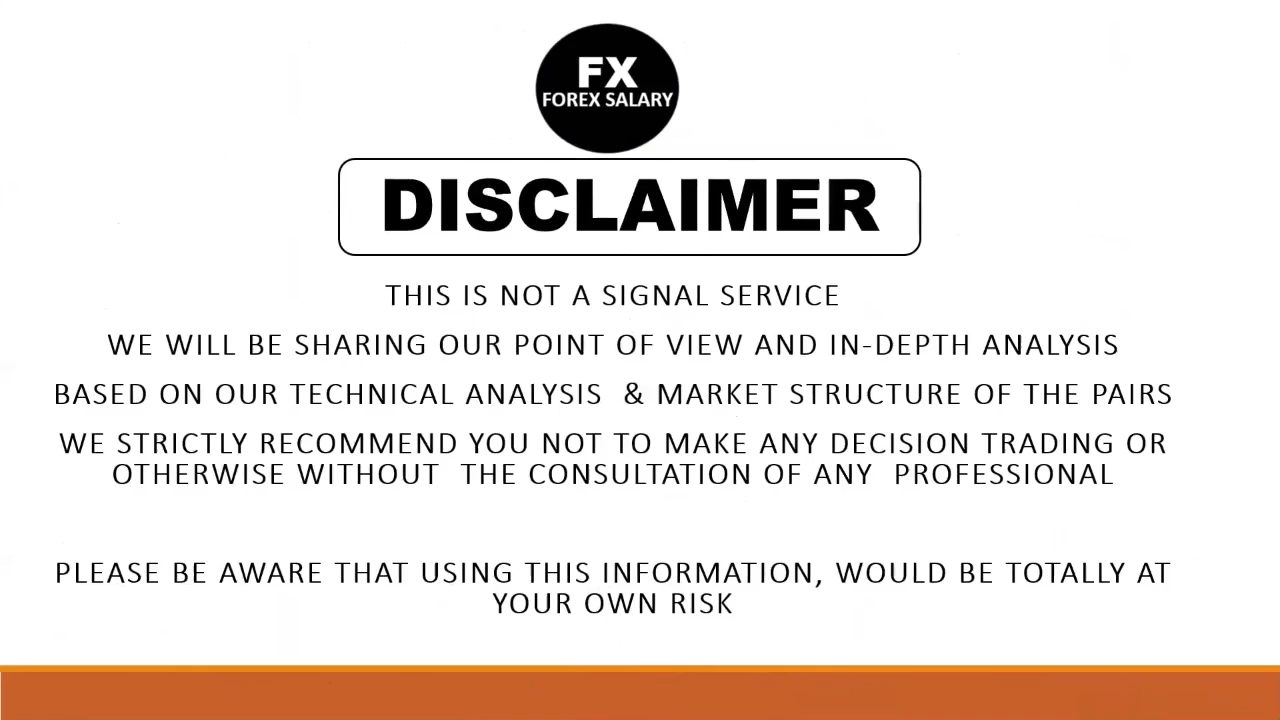 FX
FOREX SALARY
DISCLAIMER
THIS IS NOT A SIGNAL SERVICE
WE WILL BE SHARING OUR POINT OF VIEW AND IN-DEPTH ANALYSIS
BASED ON OUR TECHNICAL ANALYSIS & MARKET STRUCTURE OF THE PAIRS
WE STRICTLY RECOMMEND YOU NOT TO MAKE ANY DECISION TRADING OR
OTHERWISE WITHOUT THE CONSULTATION OF ANY PROFESSIONAL
PLEASE BE AWARE THAT USING THIS INFORMATION, WOULD BE TOTALLY AT
YOUR OWN RISK